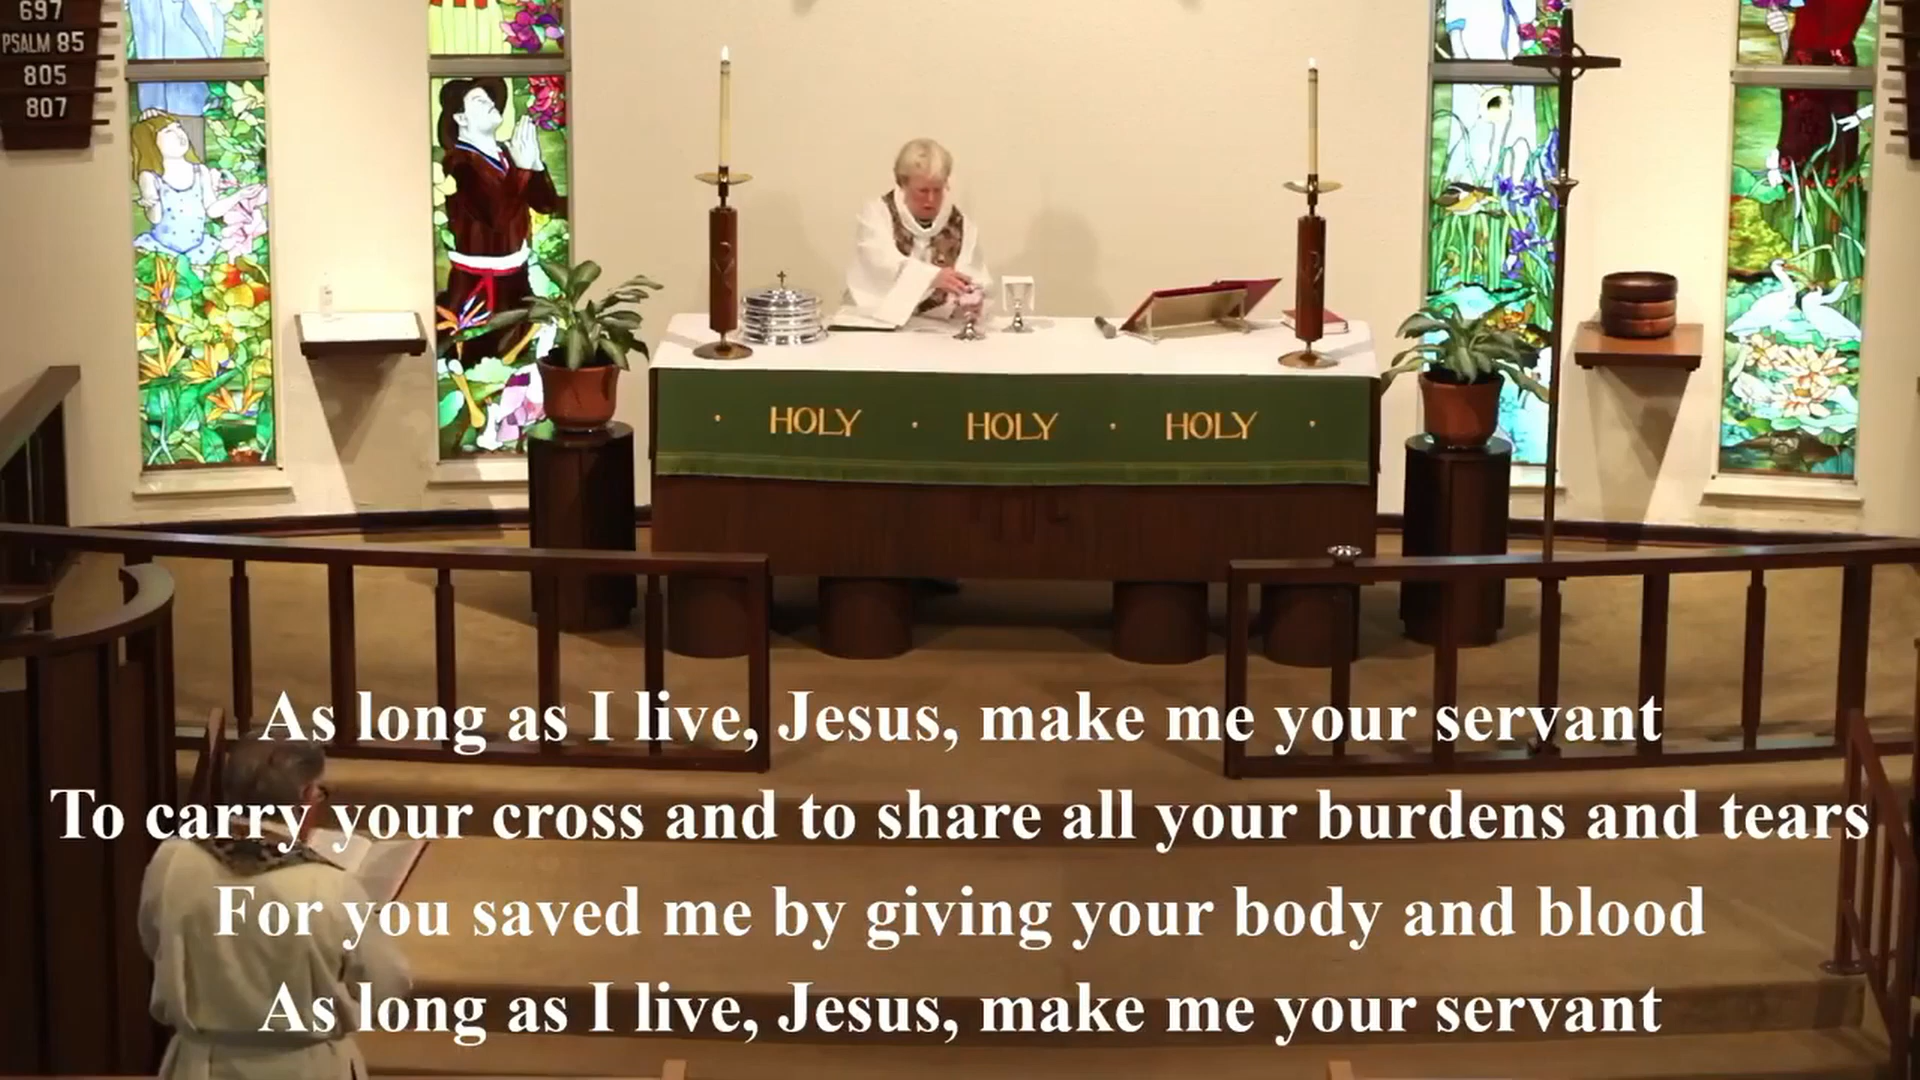 697
PSALM 85
805
807
· HOLY · HOLY · HOLY ·
As long as I live, Jesus, make me your servant
To carry your cross and to share all your burdens and tears
For you saved me by giving your body and blood
As long as I live, Jesus, make me your servant